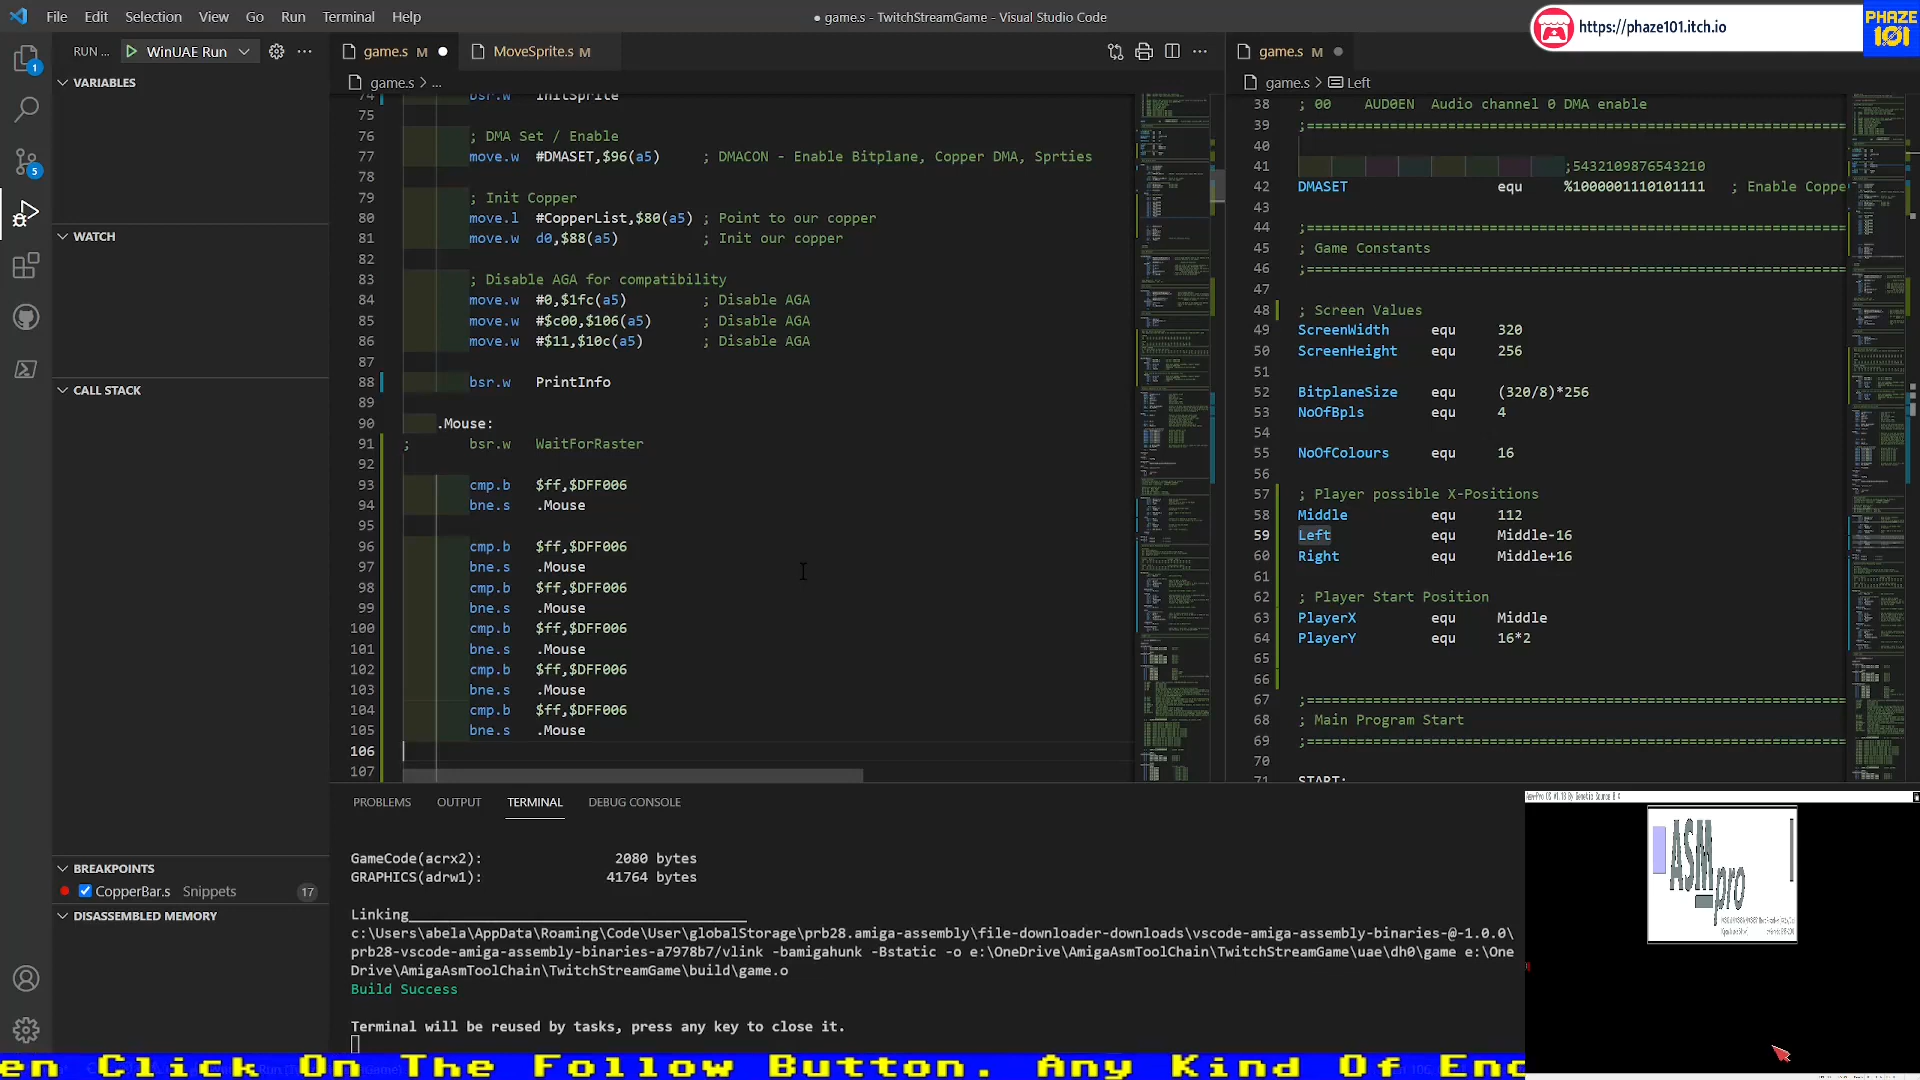 File Edit Selection View Go Run Terminal Help
● game.s - TwitchStreamGame - Visual Studio Code
https://phaze101.itch.io
PHAZE
101
RUN ... WinUAE Run
game.s M ●
MoveSprite.s M
game.s M ●
VARIABLES
game.s > ...
game.s > Left
74 bsr.w InitSprite
75
76 ; DMA Set / Enable
77 move.w #DMASET,$96(a5) ; DMACON - Enable Bitplane, Copper DMA, Sprties
78
79 ; Init Copper
80 move.l #CopperList,$80(a5) ; Point to our copper
81 move.w d0,$88(a5) ; Init our copper
82
83 ; Disable AGA for compatibility
84 move.w #0,$1fc(a5) ; Disable AGA
85 move.w #$c00,$106(a5) ; Disable AGA
86 move.w #$11,$10c(a5) ; Disable AGA
87
88 bsr.w PrintInfo
89
90 .Mouse:
91 ; bsr.w WaitForRaster
92
93 cmp.b $ff,$DFF006
94 bne.s .Mouse
95
96 cmp.b $ff,$DFF006
97 bne.s .Mouse
98 cmp.b $ff,$DFF006
99 bne.s .Mouse
100 cmp.b $ff,$DFF006
101 bne.s .Mouse
102 cmp.b $ff,$DFF006
103 bne.s .Mouse
104 cmp.b $ff,$DFF006
105 bne.s .Mouse
106
107
38 ; 00 AUD0EN Audio channel 0 DMA enable
39 ;==================================================================
40
41 ;5432109876543210
42 DMASET equ %1000001110101111 ; Enable Coppe
43
44 ;==================================================================
45 ; Game Constants
46 ;==================================================================
47
48 ; Screen Values
49 ScreenWidth equ 320
50 ScreenHeight equ 256
51
52 BitplaneSize equ (320/8)*256
53 NoOfBpls equ 4
54
55 NoOfColours equ 16
56
57 ; Player possible X-Positions
58 Middle equ 112
59 Left equ Middle-16
60 Right equ Middle+16
61
62 ; Player Start Position
63 PlayerX equ Middle
64 PlayerY equ 16*2
65
66
67 ;==================================================================
68 ; Main Program Start
69 ;==================================================================
70
71 START:
WATCH
CALL STACK
BREAKPOINTS
CopperBar.s Snippets 17
DISASSEMBLED MEMORY
1
5
PROBLEMS OUTPUT TERMINAL DEBUG CONSOLE
GameCode(acrx2): 2080 bytes
GRAPHICS(adrw1): 41764 bytes
Linking________________________________________
c:\Users\abela\AppData\Roaming\Code\User\globalStorage\prb28.amiga-assembly\file-downloader-downloads\vscode-amiga-assembly-binaries-@-1.0.0\
prb28-vscode-amiga-assembly-binaries-a7978b7/vlink -bamigahunk -Bstatic -o e:\OneDrive\AmigaAsmToolChain\TwitchStreamGame\uae\dh0\game e:\One
Drive\AmigaAsmToolChain\TwitchStreamGame\build\game.o
Build Success
Terminal will be reused by tasks, press any key to close it.
ASM
pro
en Click On The Follow Button. Any Kind Of Enc